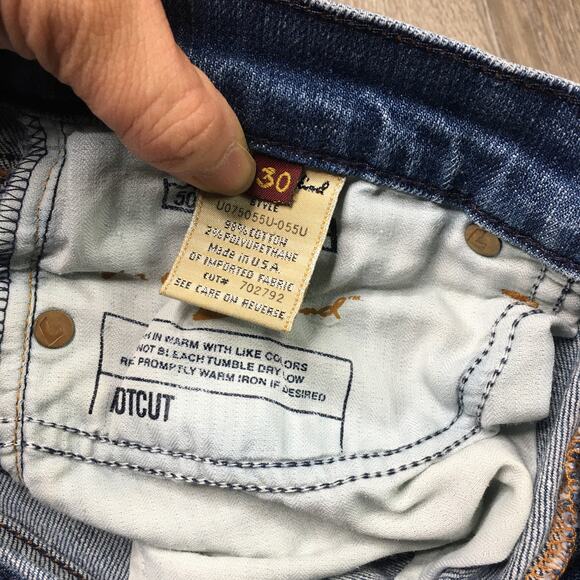 30
kind
STYLE
U075055U-055U
98% COTTON
2% POLYURETHANE
MADE IN U.S.A.
OF IMPORTED FABRIC
CUT# 702792
SEE CARE ON REVERSE
IN WARM WITH LIKE COLORS
NOT BLEACH TUMBLE DRY LOW
RE PROMPTLY WARM IRON IF DESIRED
OTCUT